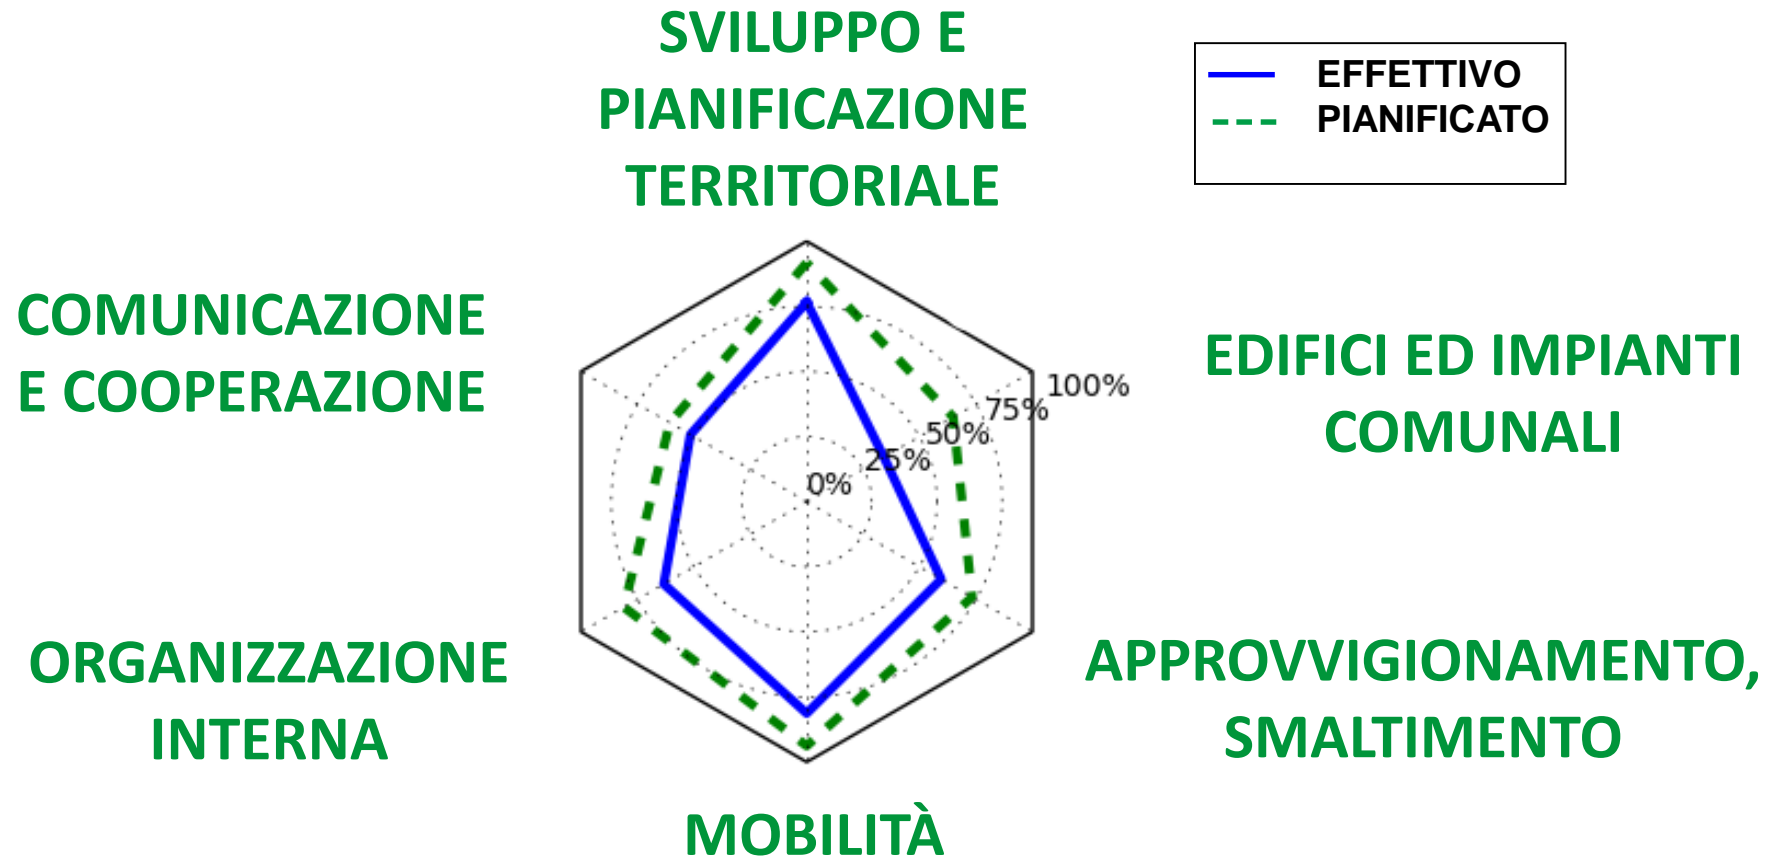 SVILUPPO E
PIANIFICAZIONE
TERRITORIALE
EFFETTIVO
PIANIFICATO
COMUNICAZIONE
E COOPERAZIONE
EDIFICI ED IMPIANTI
COMUNALI
100%
75%
50%
25%
0%
ORGANIZZAZIONE
INTERNA
APPROVVIGIONAMENTO,
SMALTIMENTO
MOBILITÀ